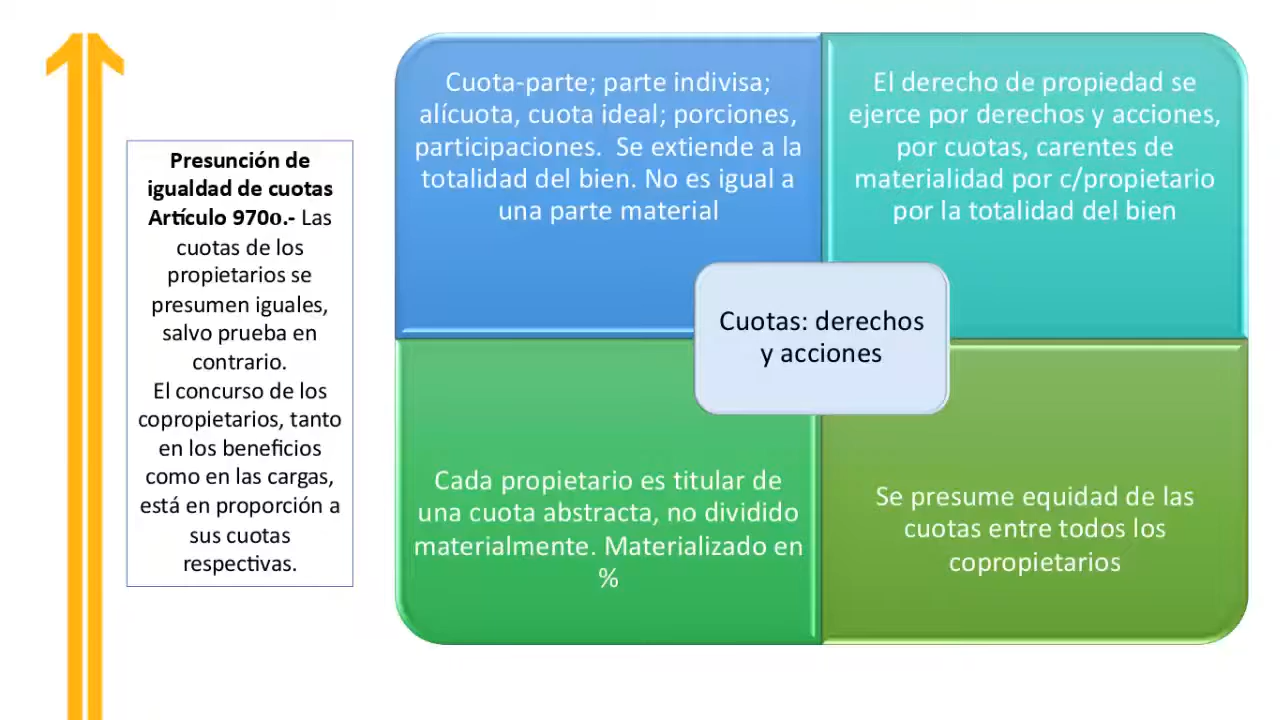 Presunción de
igualdad de cuotas
Artículo 970o.- Las
cuotas de los
propietarios se
presumen iguales,
salvo prueba en
contrario.
El concurso de los
copropietarios, tanto
en los beneficios
como en las cargas,
está en proporción a
sus cuotas
respectivas.
Cuota-parte; parte indivisa;
alícuota, cuota ideal; porciones,
participaciones. Se extiende a la
totalidad del bien. No es igual a
una parte material
El derecho de propiedad se
ejerce por derechos y acciones,
por cuotas, carentes de
materialidad por c/propietario
por la totalidad del bien
Cuotas: derechos
y acciones
Cada propietario es titular de
una cuota abstracta, no dividido
materialmente. Materializado en
%
Se presume equidad de las
cuotas entre todos los
copropietarios